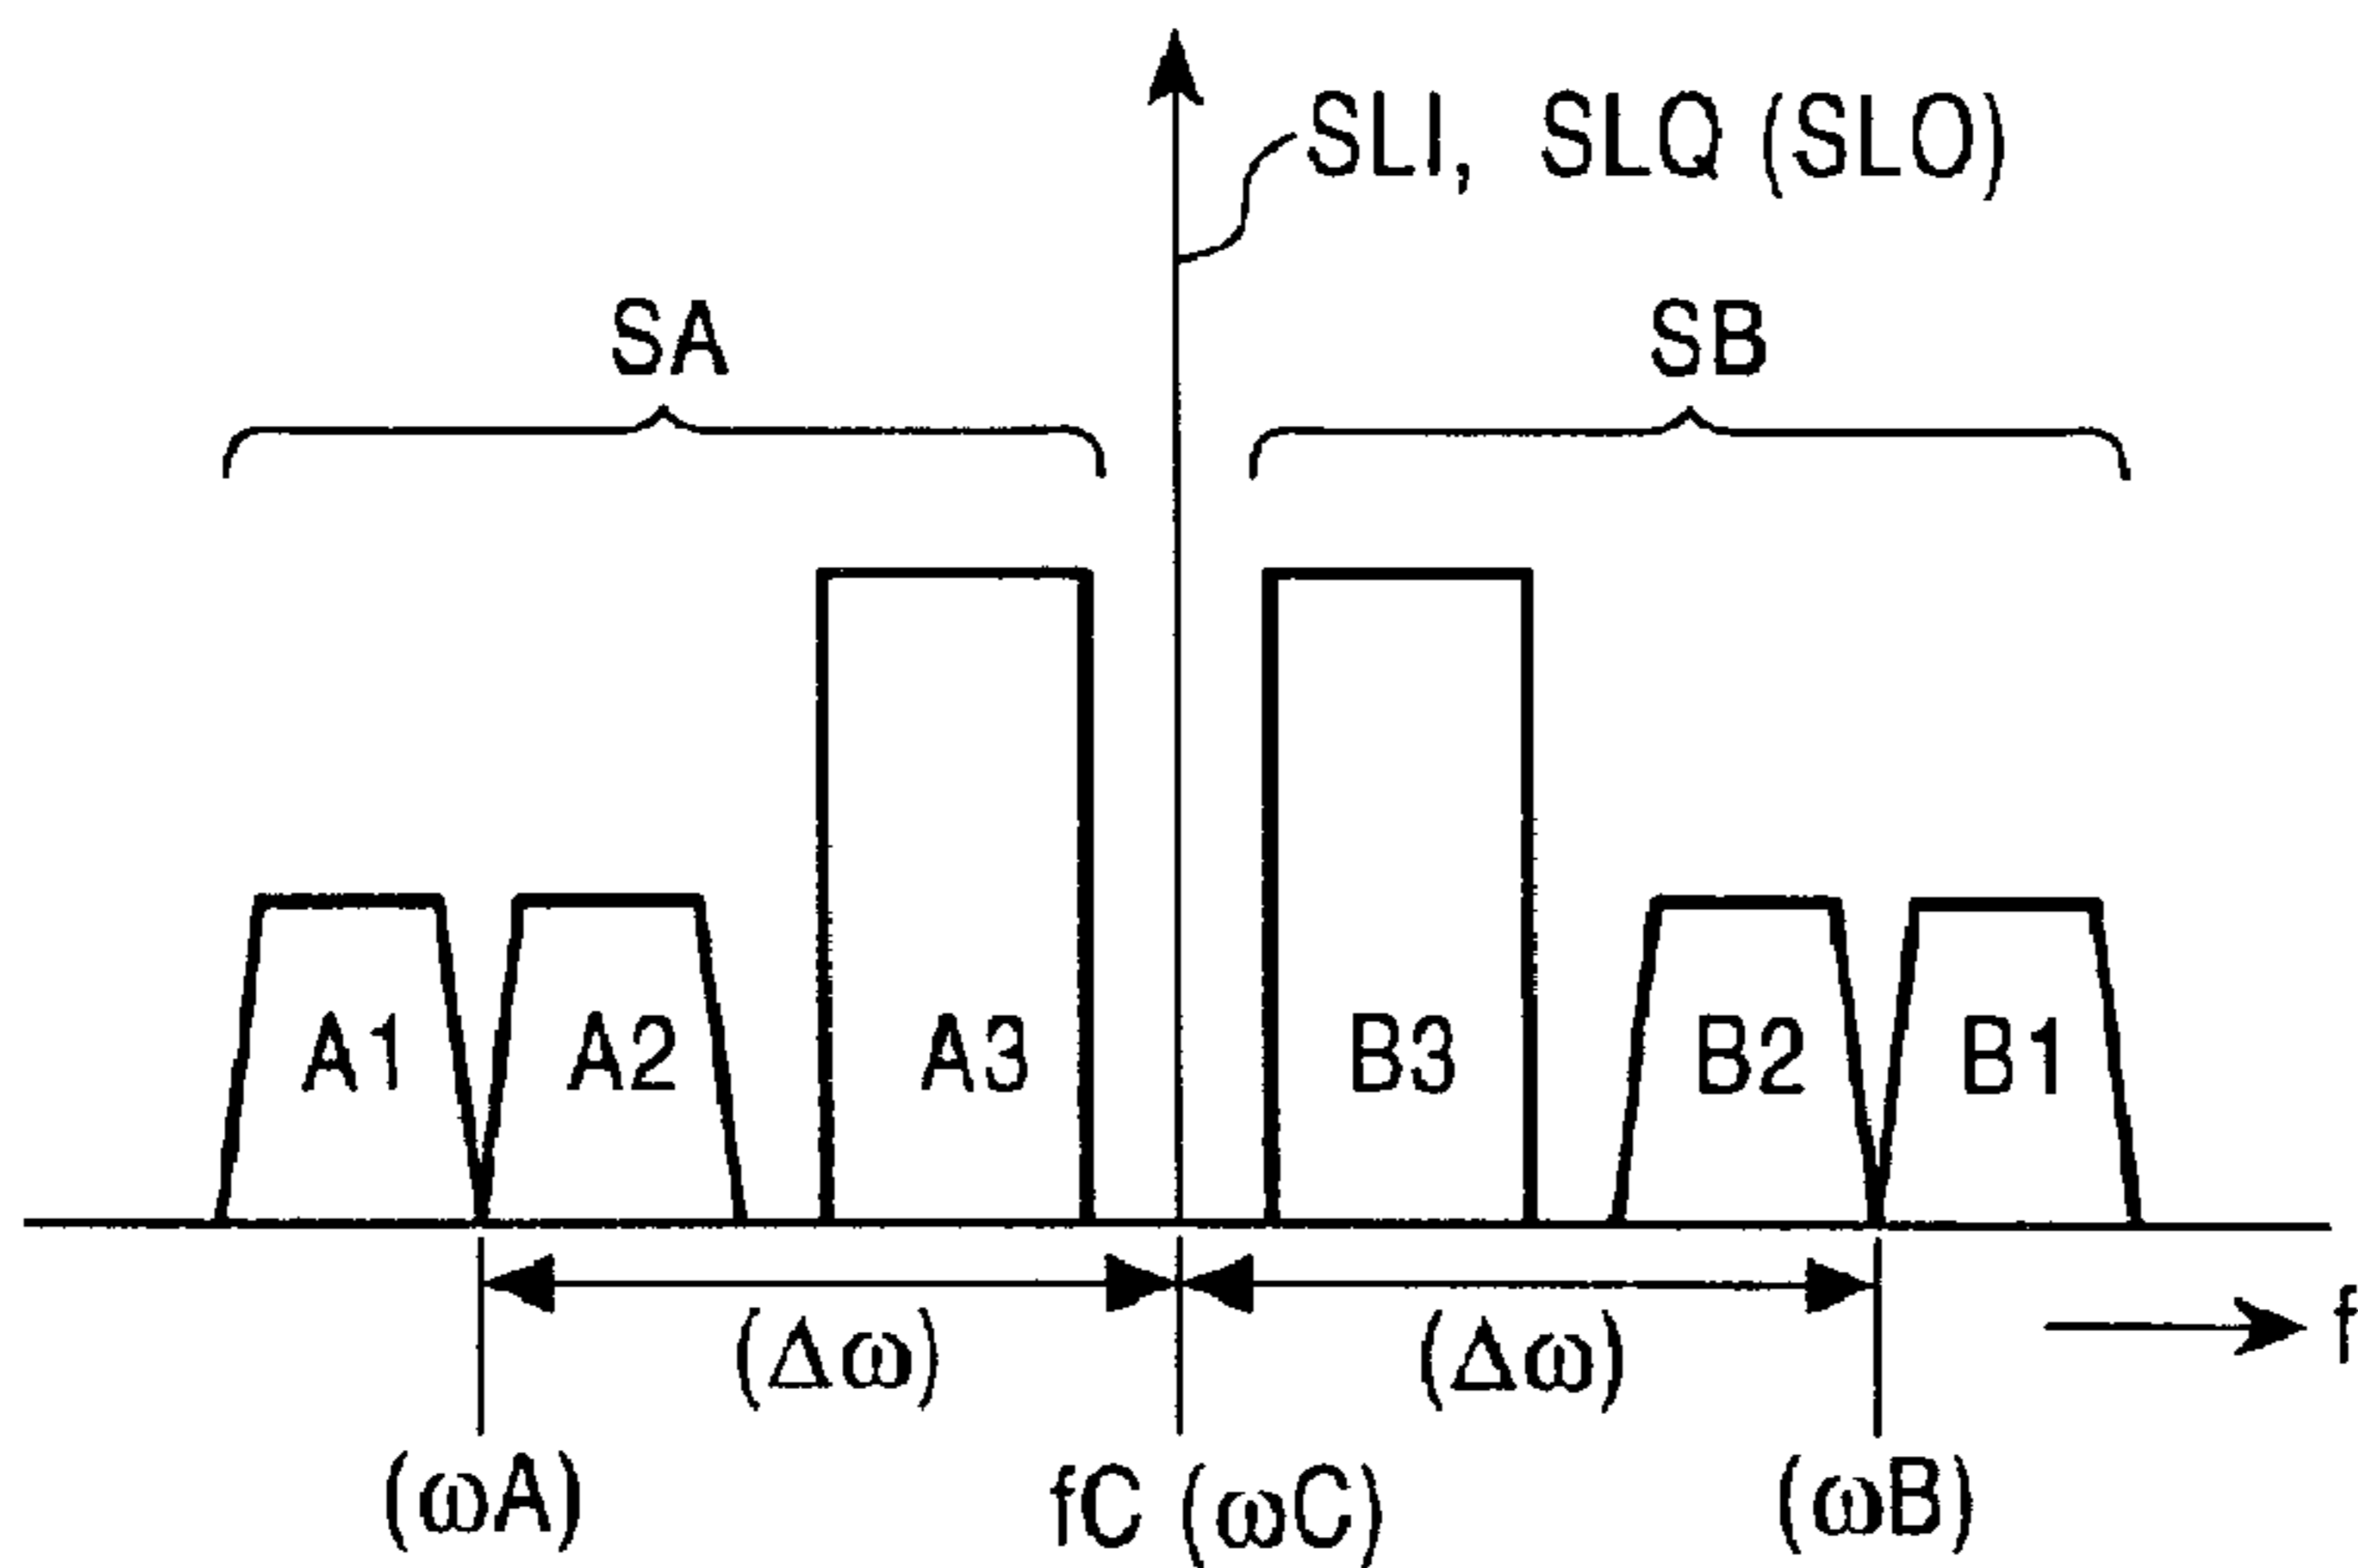 SLI, SLQ (SLO)
SA SB
A1 A2 A3 B3 B2 B1
(Δω) (Δω) f
(ωA) fC (ωC) (ωB)